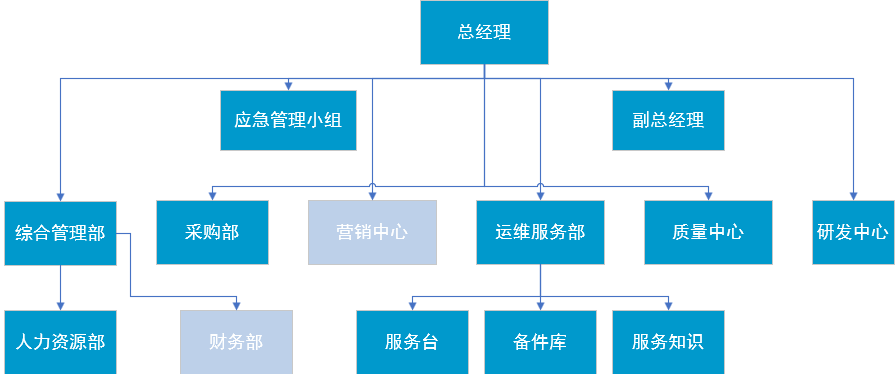 总经理
应急管理小组
副总经理
综合管理部
采购部
营销中心
运维服务部
质量中心
研发中心
人力资源部
财务部
服务台
备件库
服务知识